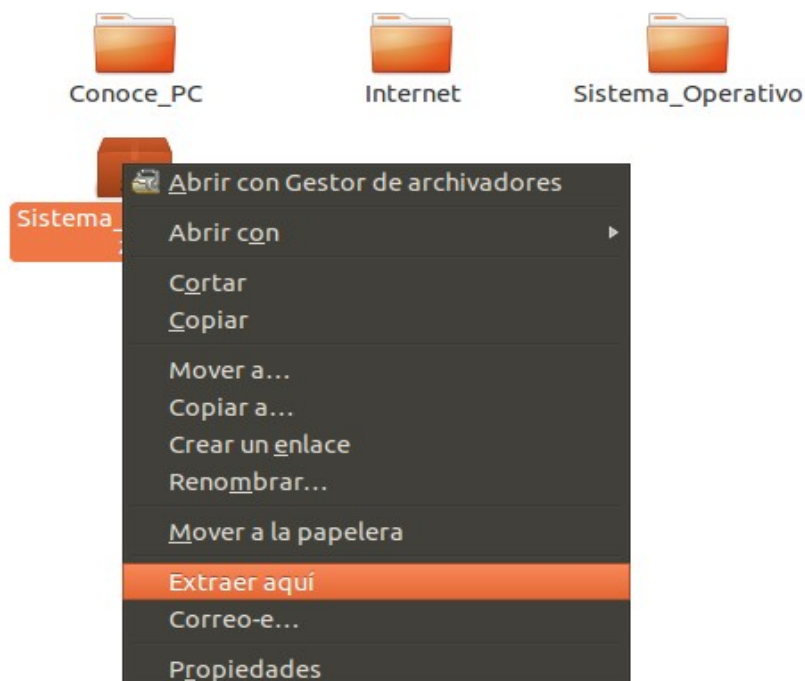 Conoce_PC Internet Sistema_Operativo
Sistema_
Abrir con Gestor de archivadores
Abrir con
Cortar
Copiar
Mover a...
Copiar a...
Crear un enlace
Renombrar...
Mover a la papelera
Extraer aquí
Correo-e...
Propiedades